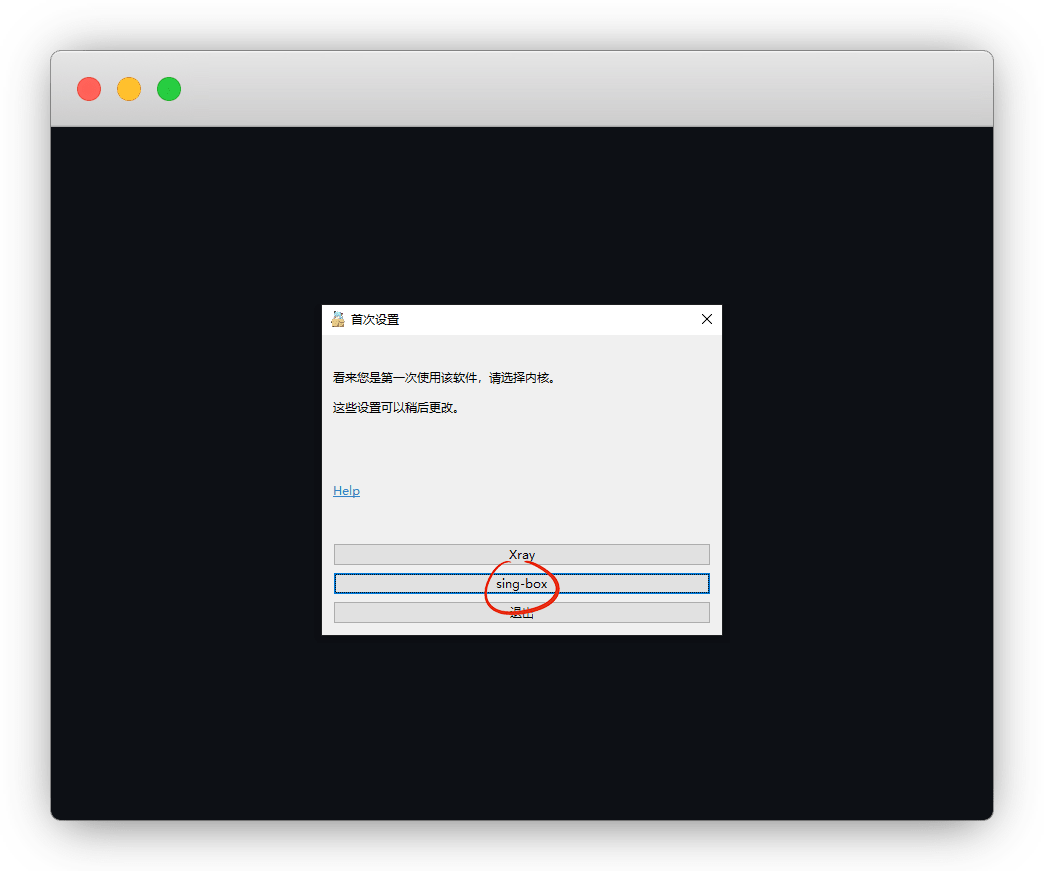 首次设置
看来您是第一次使用该软件，请选择内核。
这些设置可以稍后更改。
Help
Xray
sing-box
退出